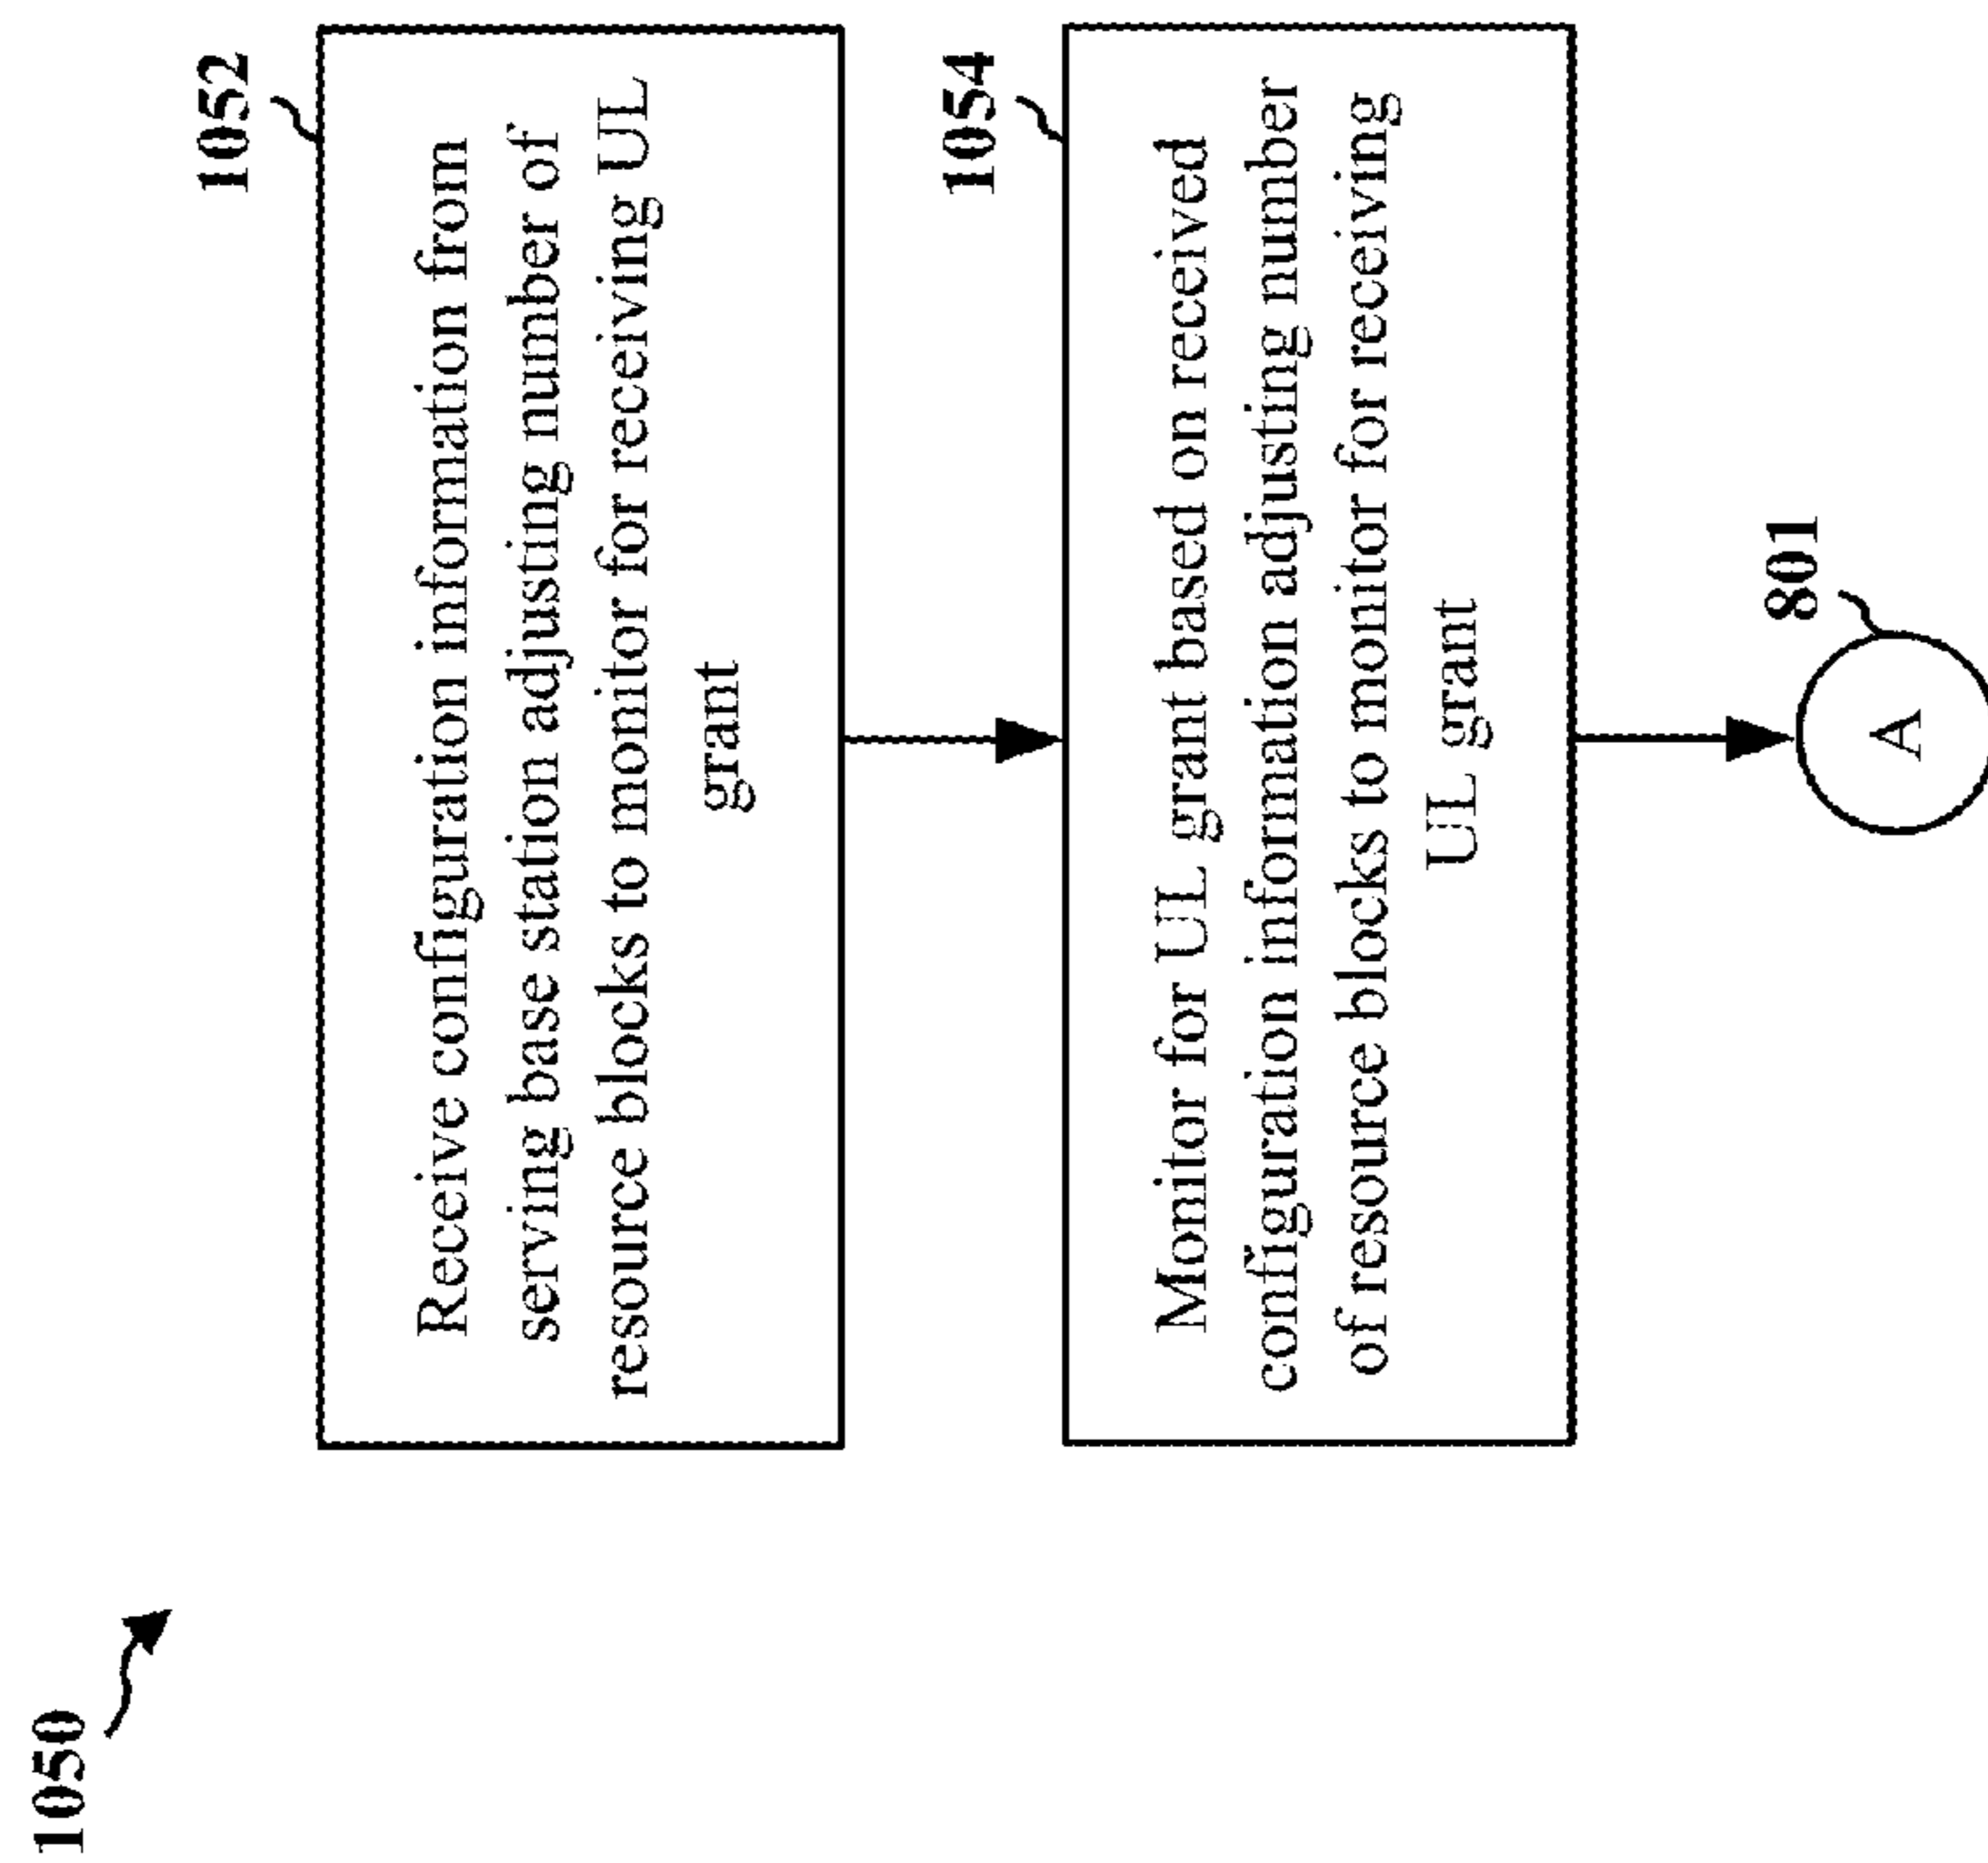 1050
1052
Receive configuration information from
serving base station adjusting number of
resource blocks to monitor for receiving UL
grant
1054
Monitor for UL grant based on received
configuration information adjusting number
of resource blocks to monitor for receiving
UL grant
801
A